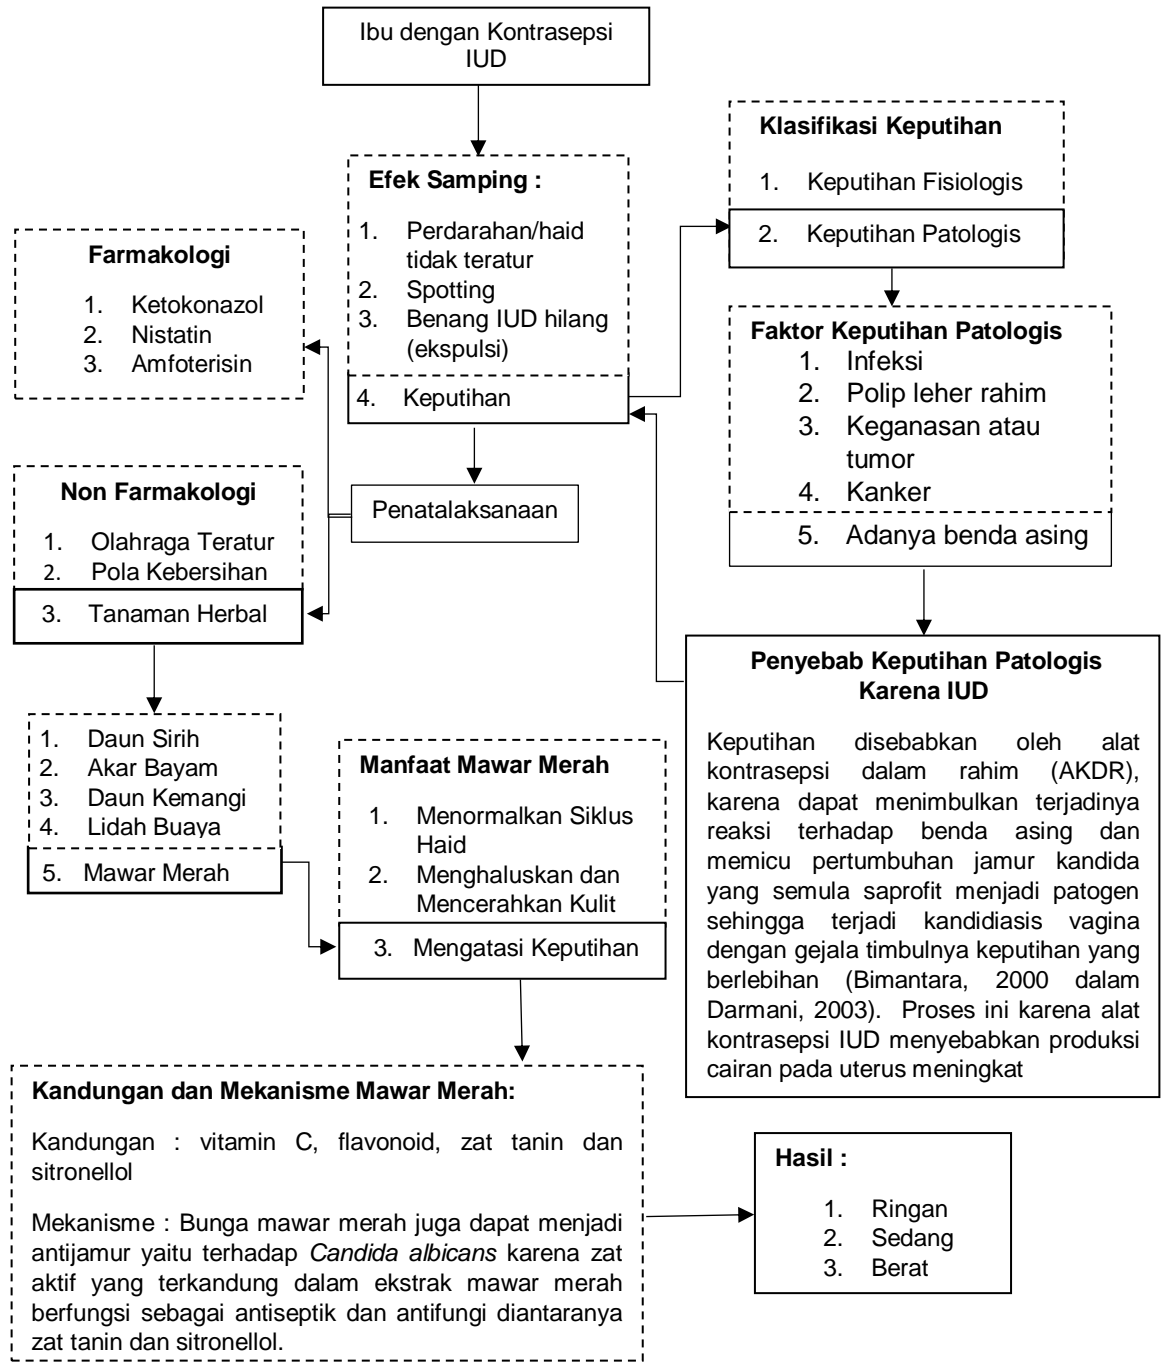 Ibu dengan Kontrasepsi
IUD
Klasifikasi Keputihan
1. Keputihan Fisiologis
2. Keputihan Patologis
Efek Samping :
1. Perdarahan/haid
tidak teratur
2. Spotting
3. Benang IUD hilang
(ekspulsi)
4. Keputihan
Farmakologi
1. Ketokonazol
2. Nistatin
3. Amfoterisin
Faktor Keputihan Patologis
1. Infeksi
2. Polip leher rahim
3. Keganasan atau
tumor
4. Kanker
5. Adanya benda asing
Penatalaksanaan
Non Farmakologi
1. Olahraga Teratur
2. Pola Kebersihan
3. Tanaman Herbal
Penyebab Keputihan Patologis
Karena IUD
Keputihan disebabkan oleh alat
kontrasepsi dalam rahim (AKDR),
karena dapat menimbulkan terjadinya
reaksi terhadap benda asing dan
memicu pertumbuhan jamur kandida
yang semula saprofit menjadi patogen
sehingga terjadi kandidiasis vagina
dengan gejala timbulnya keputihan yang
berlebihan (Bimantara, 2000 dalam
Darmani, 2003). Proses ini karena alat
kontrasepsi IUD menyebabkan produksi
cairan pada uterus meningkat
1. Daun Sirih
2. Akar Bayam
3. Daun Kemangi
4. Lidah Buaya
5. Mawar Merah
Manfaat Mawar Merah
1. Menormalkan Siklus
Haid
2. Menghaluskan dan
Mencerahkan Kulit
3. Mengatasi Keputihan
Kandungan dan Mekanisme Mawar Merah:
Kandungan : vitamin C, flavonoid, zat tanin dan
sitronellol
Mekanisme : Bunga mawar merah juga dapat menjadi
antijamur yaitu terhadap Candida albicans karena zat
aktif yang terkandung dalam ekstrak mawar merah
berfungsi sebagai antiseptik dan antifungi diantaranya
zat tanin dan sitronellol.
Hasil :
1. Ringan
2. Sedang
3. Berat